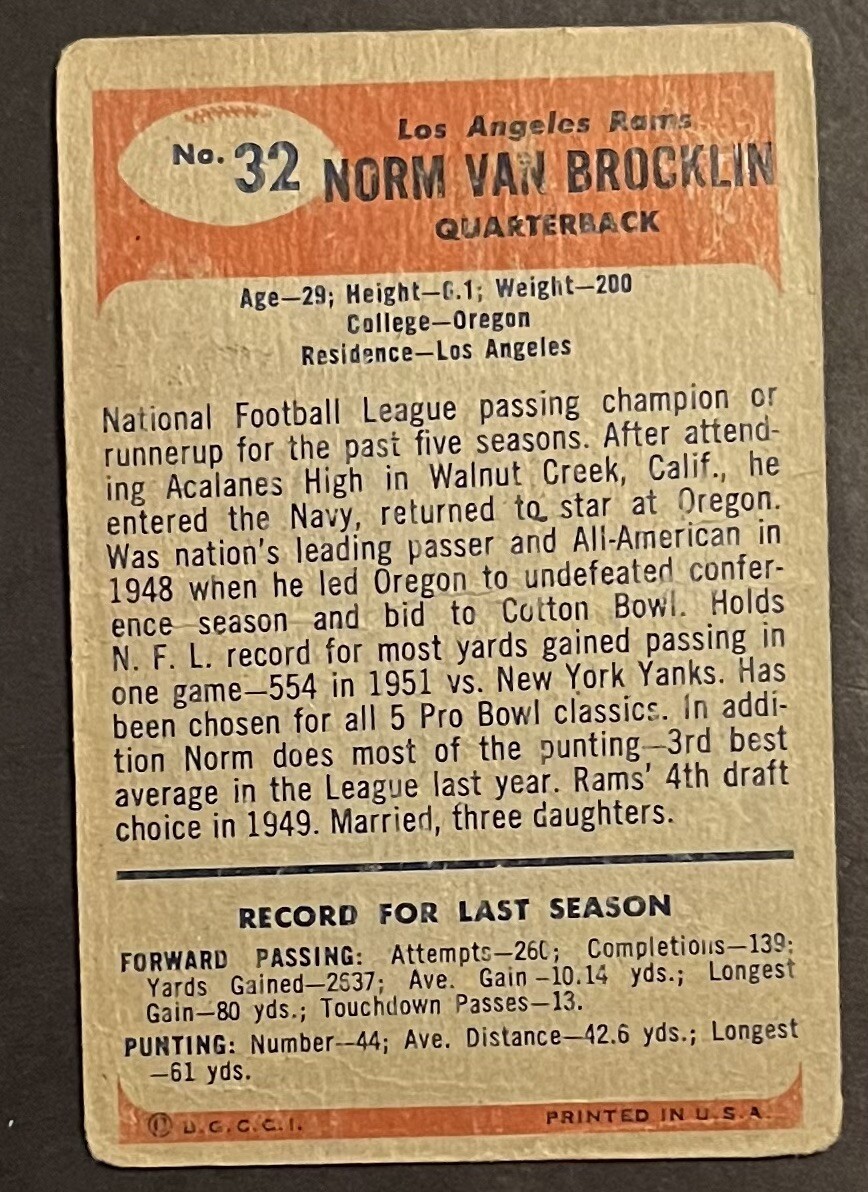 Los Angeles Rams
No. 32 NORM VAN BROCKLIN
QUARTERBACK
Age—29; Height—6.1; Weight—200
College—Oregon
Residence—Los Angeles
National Football League passing champion or
runnerup for the past five seasons. After attend-
ing Acalanes High in Walnut Creek, Calif., he
entered the Navy, returned to star at Oregon.
Was nation's leading passer and All-American in
1948 when he led Oregon to undefeated confer-
ence season and bid to Cotton Bowl. Holds
N. F. L. record for most yards gained passing in
one game—554 in 1951 vs. New York Yanks. Has
been chosen for all 5 Pro Bowl classics. In addi-
tion Norm does most of the punting—3rd best
average in the League last year. Rams' 4th draft
choice in 1949. Married, three daughters.
RECORD FOR LAST SEASON
FORWARD PASSING: Attempts—260; Completions—139;
Yards Gained—2637; Ave. Gain—10.14 yds.; Longest
Gain—80 yds.; Touchdown Passes—13.
PUNTING: Number—44; Ave. Distance—42.6 yds.; Longest
—61 yds.
© B.G.C.C.I. PRINTED IN U.S.A.